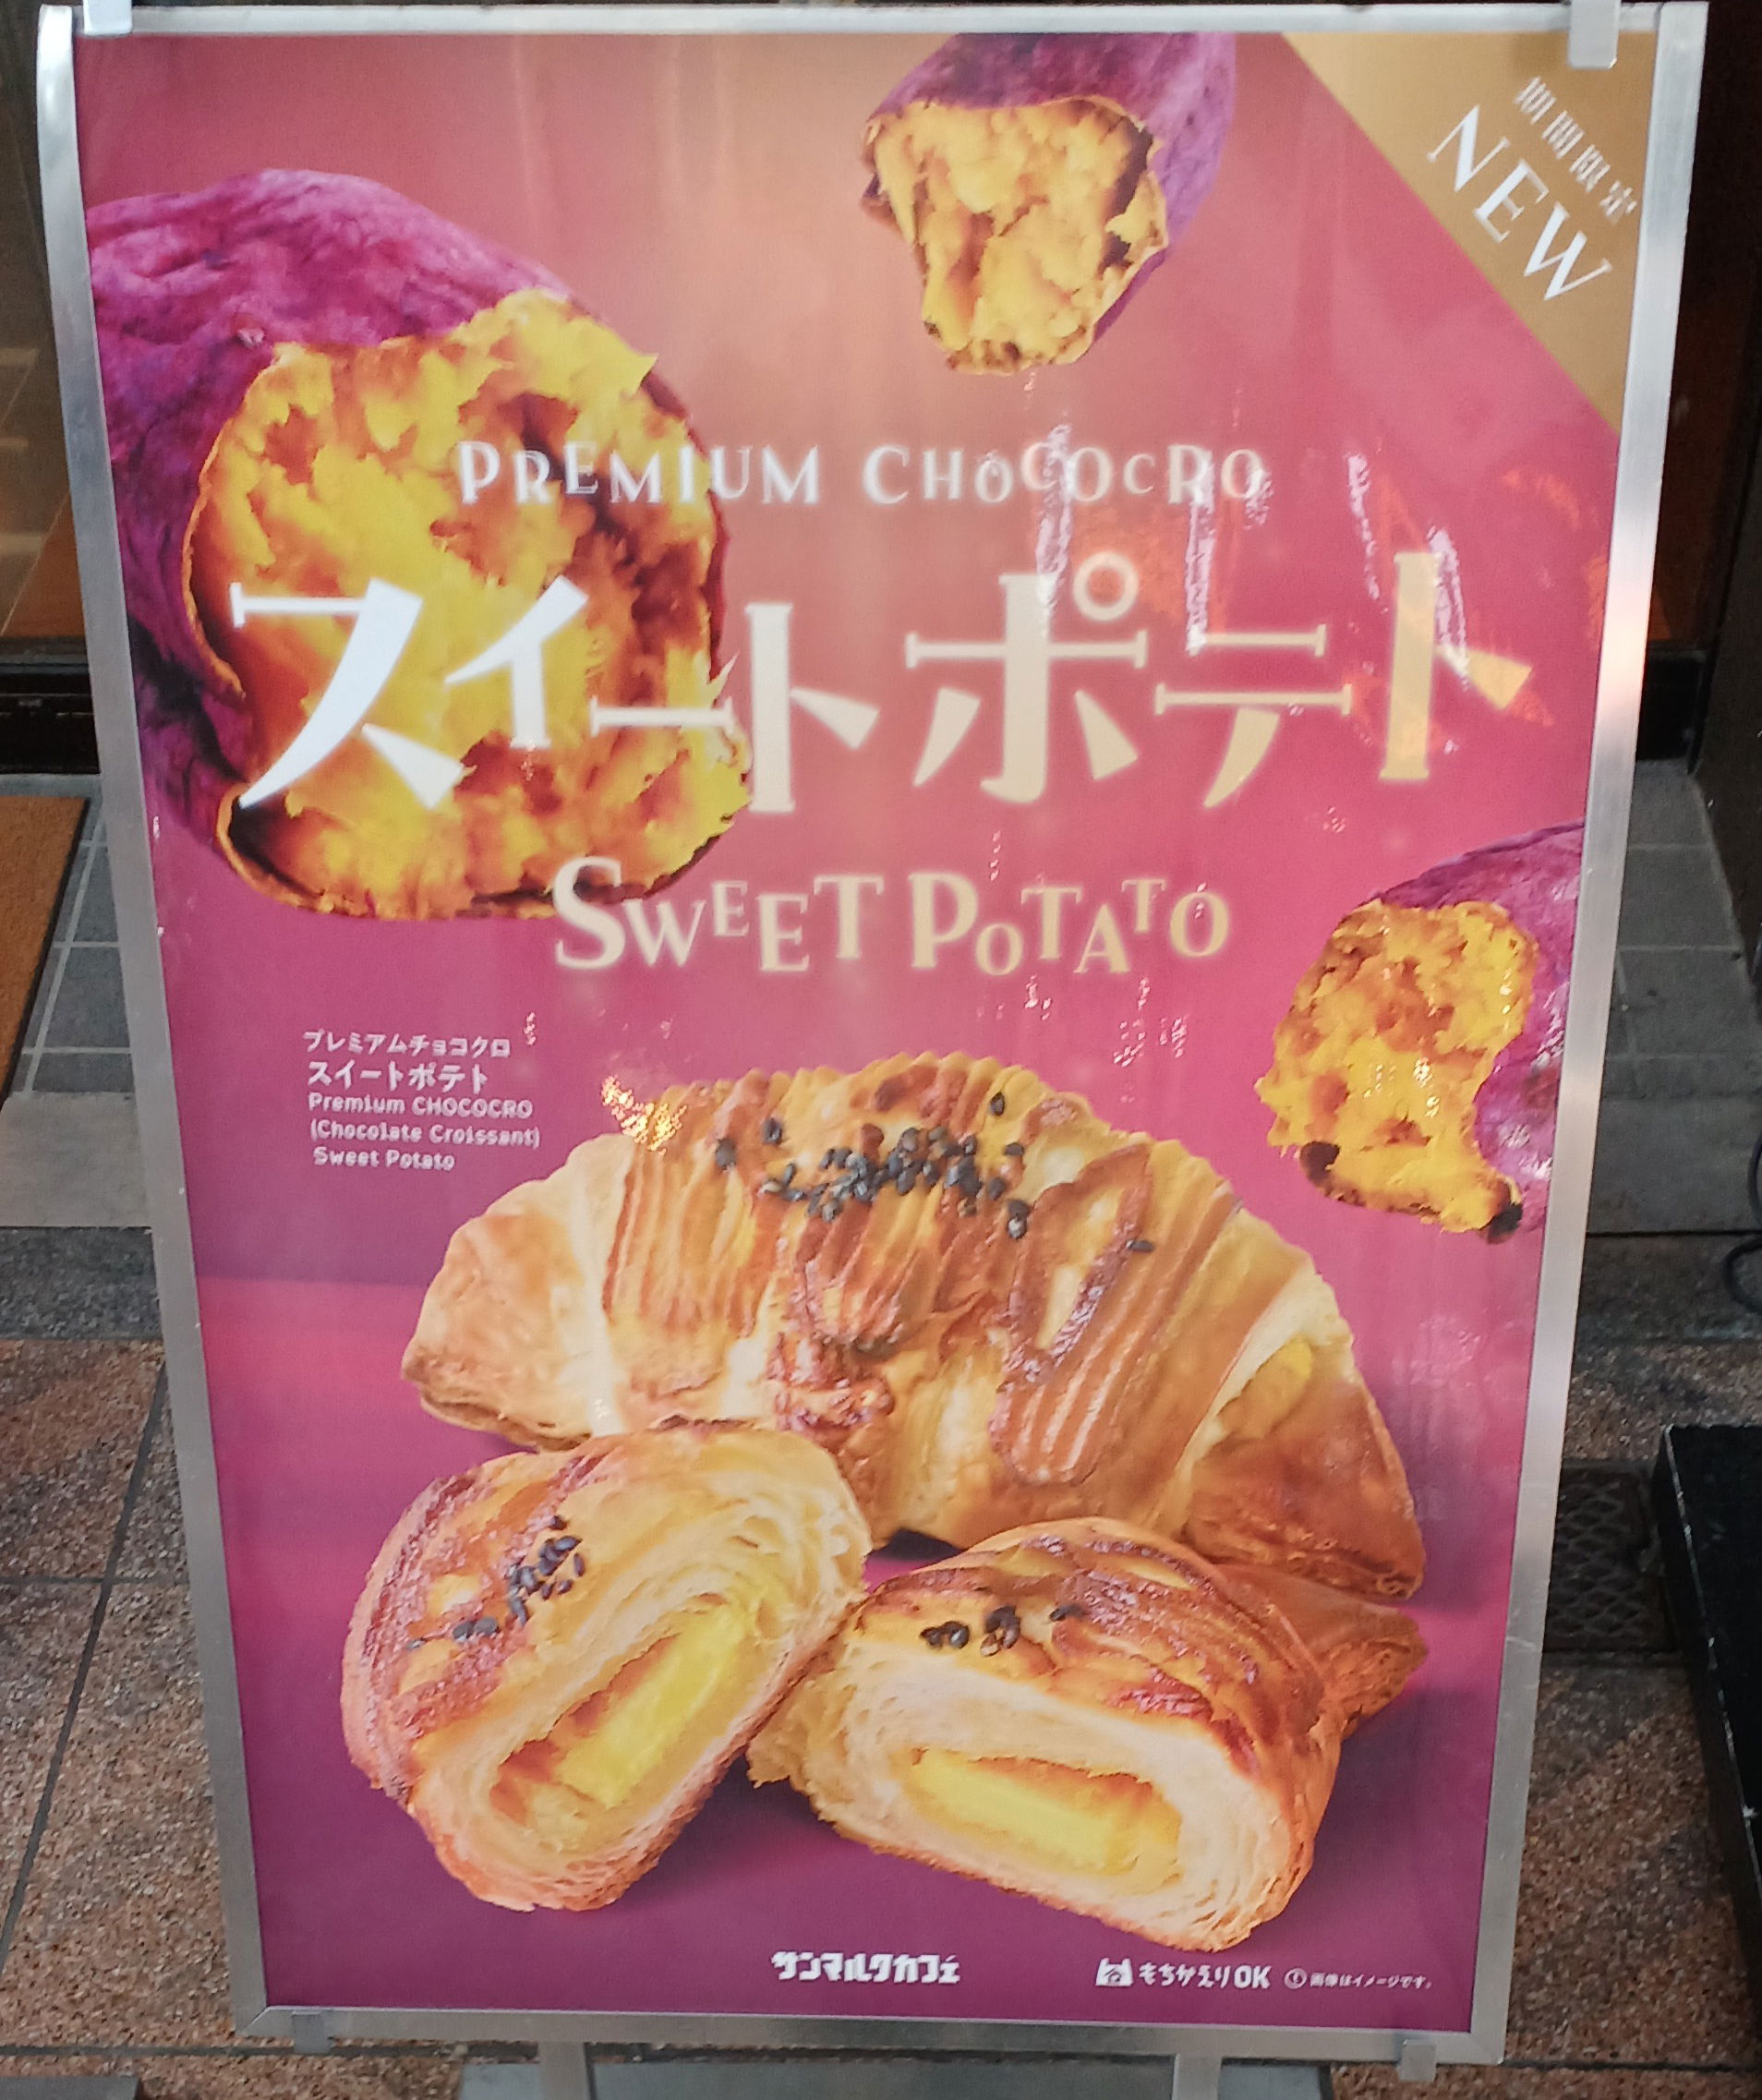 期間限定
NEW
PREMIUM CHOCOCRO
スイートポテト
SWEET POTATO
プレミアムチョコクロ
スイートポテト
Premium CHOCOCRO
(Chocolate Croissant)
Sweet Potato
サンマルクカフェ
もちかえりOK
画像はイメージです。